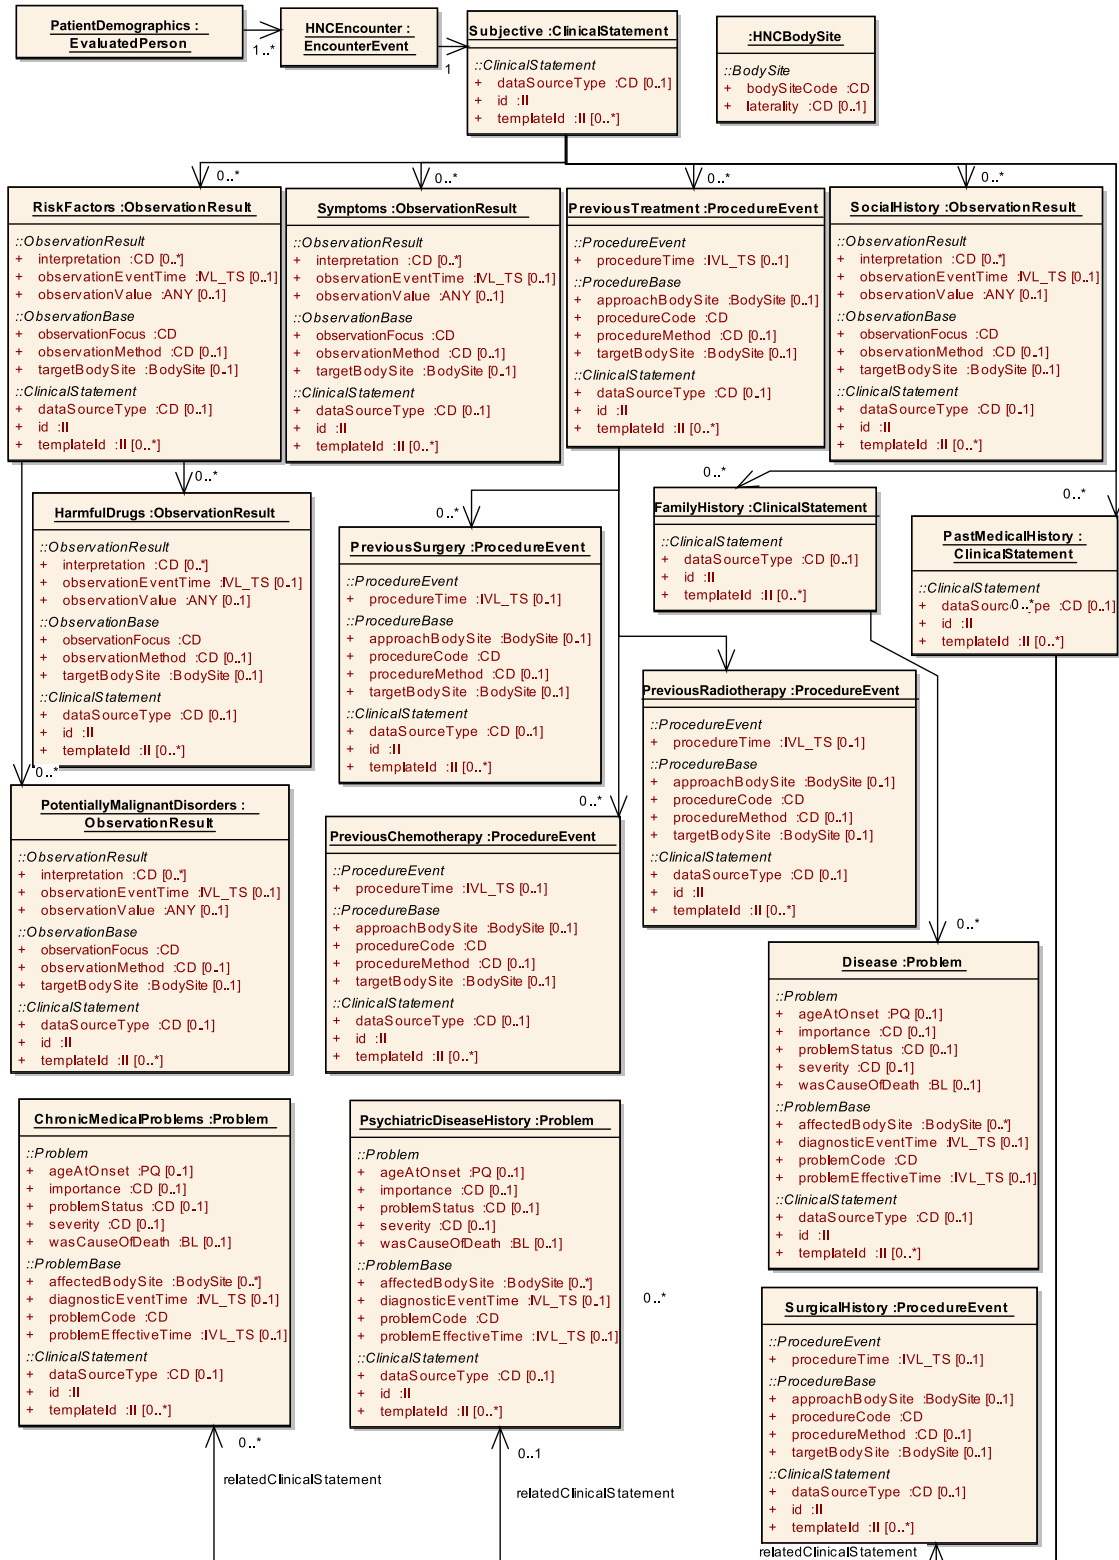 PatientDemographics :
EvaluatedPerson
1..*
HNCEncounter :
EncounterEvent
1
Subjective :ClinicalStatement
::ClinicalStatement
+ dataSourceType :CD [0..1]
+ id :II
+ templateId :II [0..*]
:HNCBodySite
::BodySite
+ bodySiteCode :CD
+ laterality :CD [0..1]
0..*
0..*
0..*
0..*
RiskFactors :ObservationResult
::ObservationResult
+ interpretation :CD [0..*]
+ observationEventTime :IVL_TS [0..1]
+ observationValue :ANY [0..1]
::ObservationBase
+ observationFocus :CD
+ observationMethod :CD [0..1]
+ targetBodySite :BodySite [0..1]
::ClinicalStatement
+ dataSourceType :CD [0..1]
+ id :II
+ templateId :II [0..*]
Symptoms :ObservationResult
::ObservationResult
+ interpretation :CD [0..*]
+ observationEventTime :IVL_TS [0..1]
+ observationValue :ANY [0..1]
::ObservationBase
+ observationFocus :CD
+ observationMethod :CD [0..1]
+ targetBodySite :BodySite [0..1]
::ClinicalStatement
+ dataSourceType :CD [0..1]
+ id :II
+ templateId :II [0..*]
PreviousTreatment :ProcedureEvent
::ProcedureEvent
+ procedureTime :IVL_TS [0..1]
::ProcedureBase
+ approachBodySite :BodySite [0..1]
+ procedureCode :CD
+ procedureMethod :CD [0..1]
+ targetBodySite :BodySite [0..1]
::ClinicalStatement
+ dataSourceType :CD [0..1]
+ id :II
+ templateId :II [0..*]
SocialHistory :ObservationResult
::ObservationResult
+ interpretation :CD [0..*]
+ observationEventTime :IVL_TS [0..1]
+ observationValue :ANY [0..1]
::ObservationBase
+ observationFocus :CD
+ observationMethod :CD [0..1]
+ targetBodySite :BodySite [0..1]
::ClinicalStatement
+ dataSourceType :CD [0..1]
+ id :II
+ templateId :II [0..*]
0..*
0..*
0..*
0..*
HarmfulDrugs :ObservationResult
::ObservationResult
+ interpretation :CD [0..*]
+ observationEventTime :IVL_TS [0..1]
+ observationValue :ANY [0..1]
::ObservationBase
+ observationFocus :CD
+ observationMethod :CD [0..1]
+ targetBodySite :BodySite [0..1]
::ClinicalStatement
+ dataSourceType :CD [0..1]
+ id :II
+ templateId :II [0..*]
PreviousSurgery :ProcedureEvent
::ProcedureEvent
+ procedureTime :IVL_TS [0..1]
::ProcedureBase
+ approachBodySite :BodySite [0..1]
+ procedureCode :CD
+ procedureMethod :CD [0..1]
+ targetBodySite :BodySite [0..1]
::ClinicalStatement
+ dataSourceType :CD [0..1]
+ id :II
+ templateId :II [0..*]
FamilyHistory :ClinicalStatement
::ClinicalStatement
+ dataSourceType :CD [0..1]
+ id :II
+ templateId :II [0..*]
PastMedicalHistory :
ClinicalStatement
::ClinicalStatement
+ dataSourc0..*pe :CD [0..1]
+ id :II
+ templateId :II [0..*]
PreviousRadiotherapy :ProcedureEvent
::ProcedureEvent
+ procedureTime :IVL_TS [0..1]
::ProcedureBase
+ approachBodySite :BodySite [0..1]
+ procedureCode :CD
+ procedureMethod :CD [0..1]
+ targetBodySite :BodySite [0..1]
::ClinicalStatement
+ dataSourceType :CD [0..1]
+ id :II
+ templateId :II [0..*]
0..*
PotentiallyMalignantDisorders :
ObservationResult
::ObservationResult
+ interpretation :CD [0..*]
+ observationEventTime :IVL_TS [0..1]
+ observationValue :ANY [0..1]
::ObservationBase
+ observationFocus :CD
+ observationMethod :CD [0..1]
+ targetBodySite :BodySite [0..1]
::ClinicalStatement
+ dataSourceType :CD [0..1]
+ id :II
+ templateId :II [0..*]
0..*
PreviousChemotherapy :ProcedureEvent
::ProcedureEvent
+ procedureTime :IVL_TS [0..1]
::ProcedureBase
+ approachBodySite :BodySite [0..1]
+ procedureCode :CD
+ procedureMethod :CD [0..1]
+ targetBodySite :BodySite [0..1]
::ClinicalStatement
+ dataSourceType :CD [0..1]
+ id :II
+ templateId :II [0..*]
0..*
Disease :Problem
::Problem
+ ageAtOnset :PQ [0..1]
+ importance :CD [0..1]
+ problemStatus :CD [0..1]
+ severity :CD [0..1]
+ wasCauseOfDeath :BL [0..1]
::ProblemBase
+ affectedBodySite :BodySite [0..*]
+ diagnosticEventTime :IVL_TS [0..1]
+ problemCode :CD
+ problemEffectiveTime :IVL_TS [0..1]
::ClinicalStatement
+ dataSourceType :CD [0..1]
+ id :II
+ templateId :II [0..*]
ChronicMedicalProblems :Problem
::Problem
+ ageAtOnset :PQ [0..1]
+ importance :CD [0..1]
+ problemStatus :CD [0..1]
+ severity :CD [0..1]
+ wasCauseOfDeath :BL [0..1]
::ProblemBase
+ affectedBodySite :BodySite [0..*]
+ diagnosticEventTime :IVL_TS [0..1]
+ problemCode :CD
+ problemEffectiveTime :IVL_TS [0..1]
::ClinicalStatement
+ dataSourceType :CD [0..1]
+ id :II
+ templateId :II [0..*]
PsychiatricDiseaseHistory :Problem
::Problem
+ ageAtOnset :PQ [0..1]
+ importance :CD [0..1]
+ problemStatus :CD [0..1]
+ severity :CD [0..1]
+ wasCauseOfDeath :BL [0..1]
::ProblemBase
+ affectedBodySite :BodySite [0..*]
+ diagnosticEventTime :IVL_TS [0..1]
+ problemCode :CD
+ problemEffectiveTime :IVL_TS [0..1]
::ClinicalStatement
+ dataSourceType :CD [0..1]
+ id :II
+ templateId :II [0..*]
0..*
SurgicalHistory :ProcedureEvent
::ProcedureEvent
+ procedureTime :IVL_TS [0..1]
::ProcedureBase
+ approachBodySite :BodySite [0..1]
+ procedureCode :CD
+ procedureMethod :CD [0..1]
+ targetBodySite :BodySite [0..1]
::ClinicalStatement
+ dataSourceType :CD [0..1]
+ id :II
+ templateId :II [0..*]
0..*
relatedClinicalStatement
0..1
relatedClinicalStatement
relatedClinicalStatement